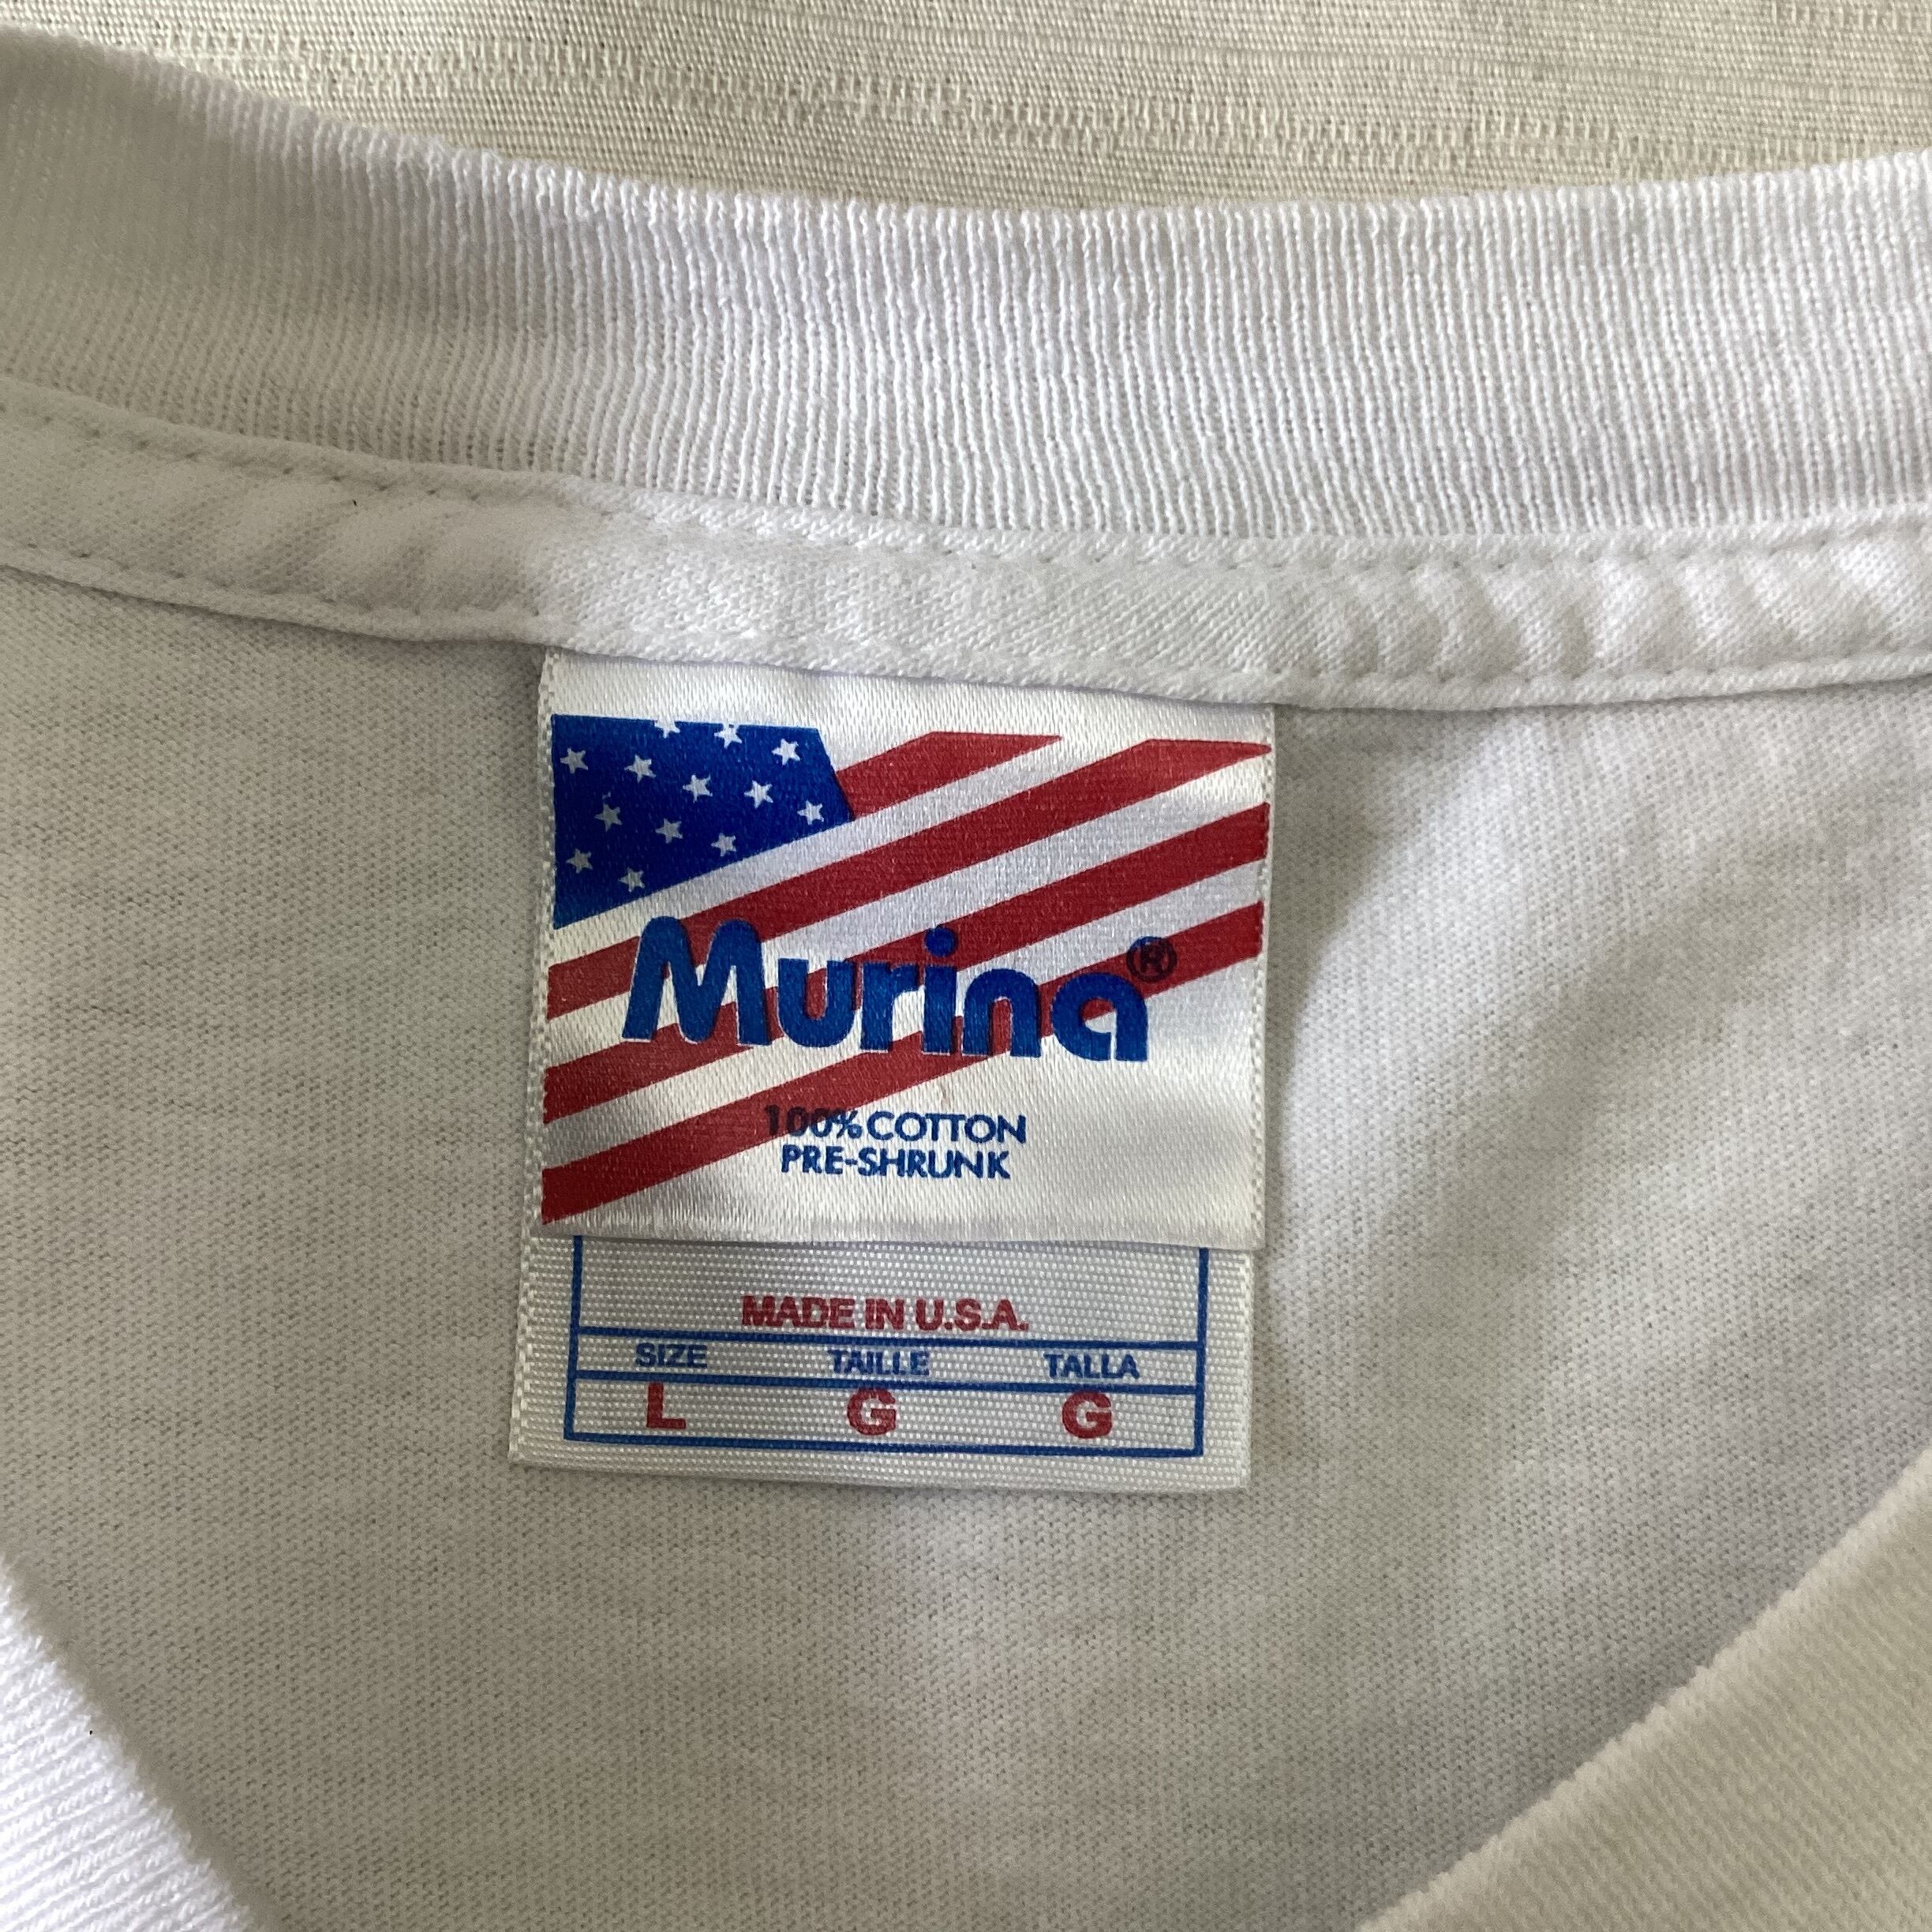 Murina®
100% COTTON
PRE-SHRUNK
MADE IN U.S.A.
SIZE TAILLE TALLA
L G G